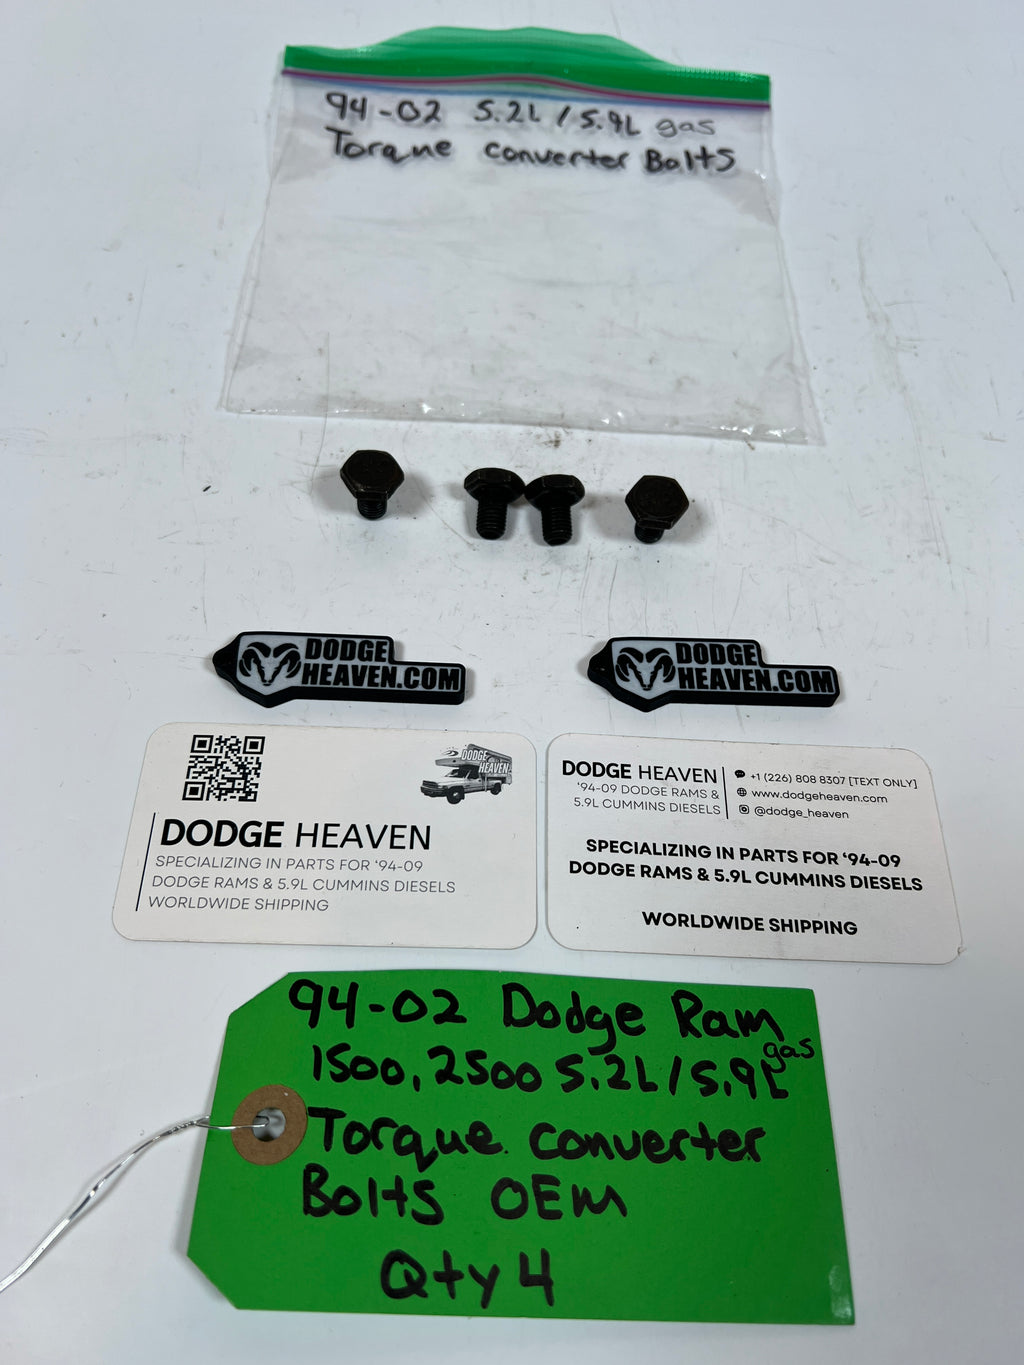 94-02 5.2L / 5.9L gas
Torque converter Bolts
DODGE
HEAVEN.COM
DODGE
HEAVEN.COM
DODGE
HEAVEN
DODGE HEAVEN
SPECIALIZING IN PARTS FOR ‘94-09
DODGE RAMS & 5.9L CUMMINS DIESELS
WORLDWIDE SHIPPING
DODGE HEAVEN
‘94-09 DODGE RAMS &
5.9L CUMMINS DIESELS
+1 (226) 808 8307 [TEXT ONLY]
www.dodgeheaven.com
@dodge_heaven
SPECIALIZING IN PARTS FOR ‘94-09
DODGE RAMS & 5.9L CUMMINS DIESELS
WORLDWIDE SHIPPING
94-02 Dodge Ram
1500, 2500 5.2L / 5.9L gas
Torque converter
Bolts OEM
Qty 4